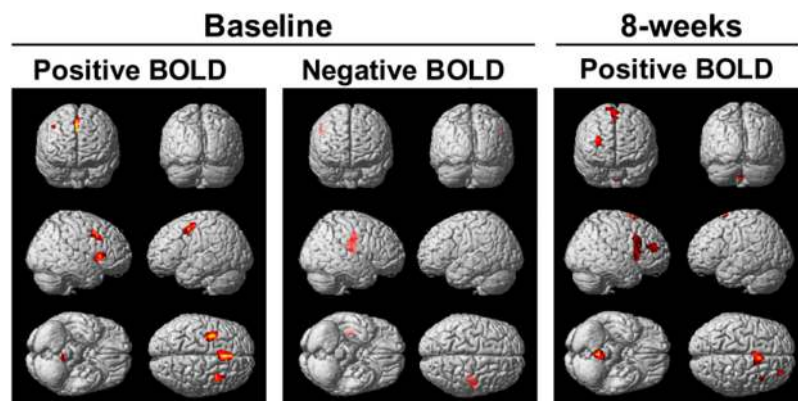 Baseline
8-weeks
Positive BOLD
Negative BOLD
Positive BOLD